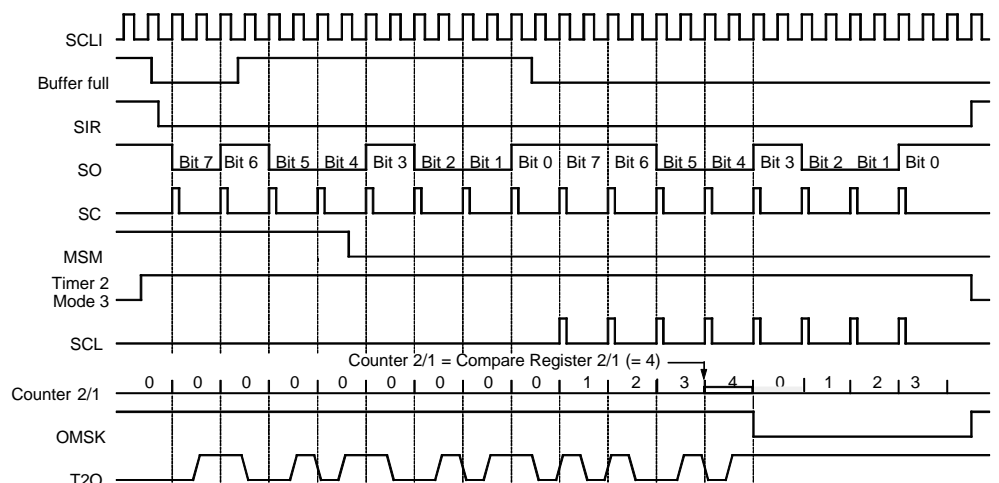 SCLI
Buffer full
SIR
SO Bit 7 Bit 6 Bit 5 Bit 4 Bit 3 Bit 2 Bit 1 Bit 0 Bit 7 Bit 6 Bit 5 Bit 4 Bit 3 Bit 2 Bit 1 Bit 0
SC
MSM
Timer 2
Mode 3
SCL
Counter 2/1 = Compare Register 2/1 (= 4)
Counter 2/1 0 0 0 0 0 0 0 0 0 1 2 3 4 0 1 2 3
OMSK
T2O